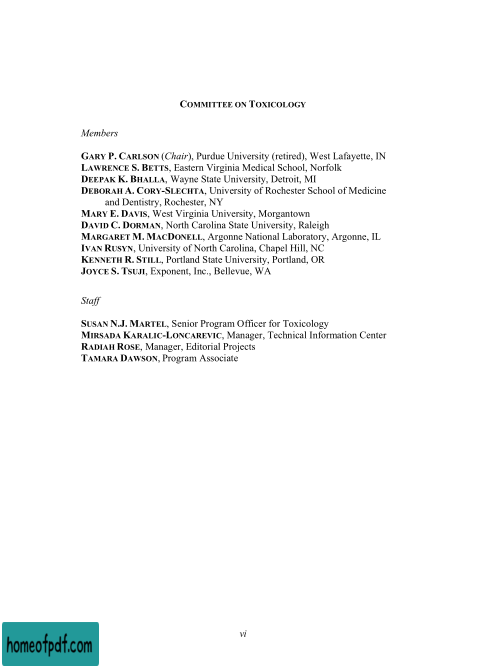 COMMITTEE ON TOXICOLOGY
Members
GARY P. CARLSON (Chair), Purdue University (retired), West Lafayette, IN
LAWRENCE S. BETTS, Eastern Virginia Medical School, Norfolk
DEEPAK K. BHALLA, Wayne State University, Detroit, MI
DEBORAH A. CORY-SLECHTA, University of Rochester School of Medicine
and Dentistry, Rochester, NY
MARY E. DAVIS, West Virginia University, Morgantown
DAVID C. DORMAN, North Carolina State University, Raleigh
MARGARET M. MACDONELL, Argonne National Laboratory, Argonne, IL
IVAN RUSYN, University of North Carolina, Chapel Hill, NC
KENNETH R. STILL, Portland State University, Portland, OR
JOYCE S. TSUJI, Exponent, Inc., Bellevue, WA
Staff
SUSAN N.J. MARTEL, Senior Program Officer for Toxicology
MIRSADA KARALIC-LONCAREVIC, Manager, Technical Information Center
RADIAH ROSE, Manager, Editorial Projects
TAMARA DAWSON, Program Associate
vi
homeofpdf.com